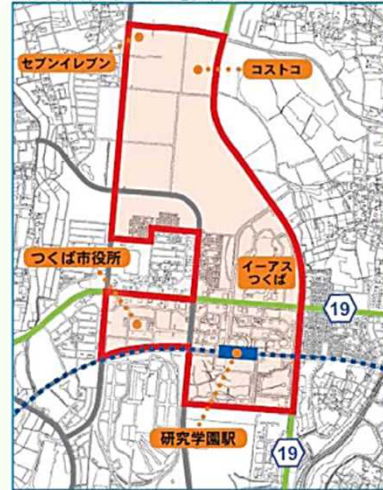 セブンイレブン
コストコ
つくば市役所
イーアス
つくば
19
研究学園駅
19